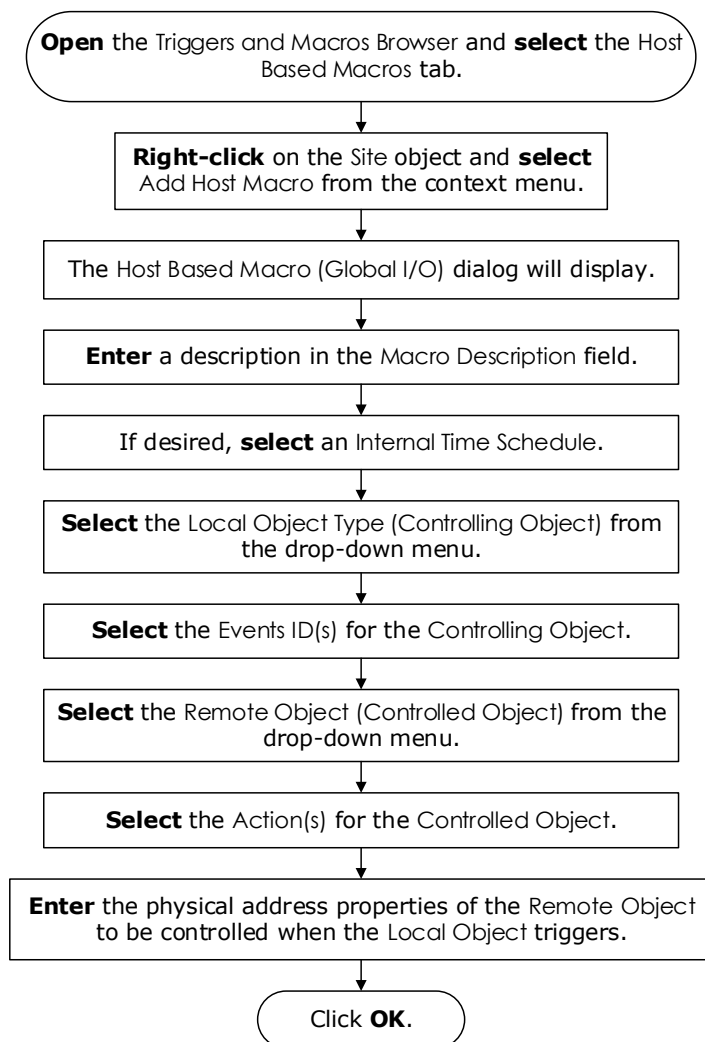 Open the Triggers and Macros Browser and select the Host
Based Macros tab.
Right-click on the Site object and select
Add Host Macro from the context menu.
The Host Based Macro (Global I/O) dialog will display.
Enter a description in the Macro Description field.
If desired, select an Internal Time Schedule.
Select the Local Object Type (Controlling Object) from
the drop-down menu.
Select the Events ID(s) for the Controlling Object.
Select the Remote Object (Controlled Object) from the
drop-down menu.
Select the Action(s) for the Controlled Object.
Enter the physical address properties of the Remote Object
to be controlled when the Local Object triggers.
Click OK.